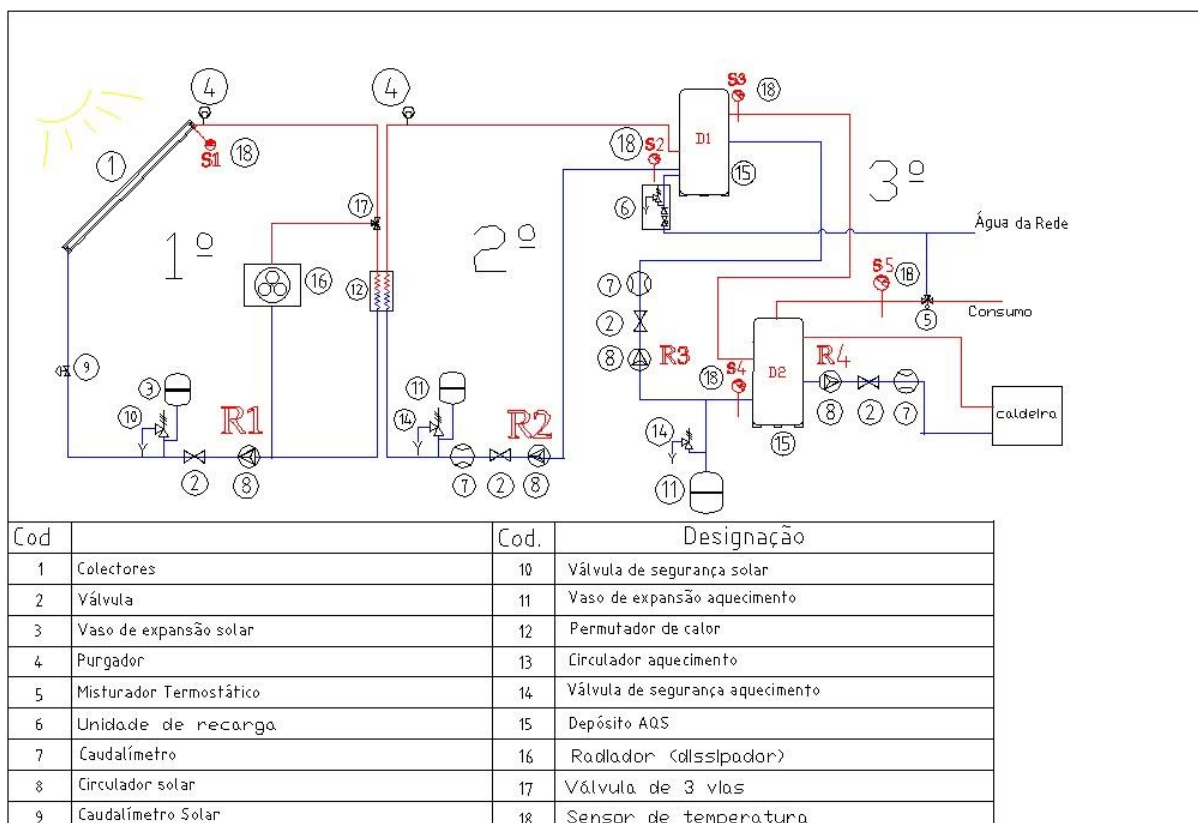 4
4
S3
18
18
S2
D1
S1
18
1
3º
15
17
6
1º
2º
Água da Rede
S5
18
16
12
7
5
Consumo
2
9
8
R3
R4
18
S4
D2
3
11
8
2
7
caldeira
10
14
R1
R2
14
15
2
8
7
2
8
11
Cod
Cod. Designação
1 Colectores 10 Válvula de segurança solar
2 Válvula 11 Vaso de expansão aquecimento
3 Vaso de expansão solar 12 Permutador de calor
4 Purgador 13 Circulador aquecimento
5 Misturador Termostático 14 Válvula de segurança aquecimento
6 Unidade de recarga 15 Depósito AQS
7 Caudalímetro 16 Radiador (dissipador)
8 Circulador solar 17 Válvula de 3 vias
9 Caudalímetro Solar 18 Sensor de temperatura